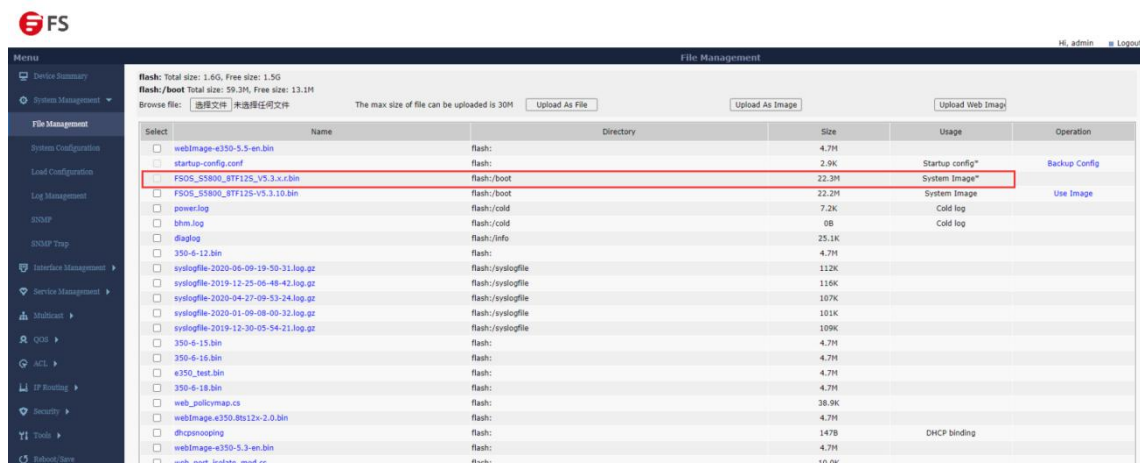 FS
Hi, admin Logout
Menu
File Management
Device Summary
System Management
File Management
System Configuration
Load Configuration
Log Management
SNMP
SNMP Trap
Interface Management
Service Management
Multicast
QOS
ACL
IP Routing
Security
Tools
Reboot/Save
flash: Total size: 1.6G, Free size: 1.5G
flash:/boot Total size: 59.3M, Free size: 13.1M
Browse file: 选择文件 未选择任何文件 The max size of file can be uploaded is 30M Upload As File Upload As Image Upload Web Imag
Select Name Directory Size Usage Operation
webImage-e350-5.5-en.bin flash: 4.7M
startup-config.conf flash: 2.9K Startup config* Backup Config
FSOS_S5800_8TF12S_V5.3.x.r.bin flash:/boot 22.3M System Image*
FSOS_S5800_8TF12S-V5.3.10.bin flash:/boot 22.2M System Image Use Image
power.log flash:/cold 7.2K Cold log
bhm.log flash:/cold 0B Cold log
diaglog flash:/info 25.1K
350-6-12.bin flash: 4.7M
syslogfile-2020-06-09-19-50-31.log.gz flash:/syslogfile 112K
syslogfile-2019-12-25-06-48-42.log.gz flash:/syslogfile 116K
syslogfile-2020-04-27-09-53-24.log.gz flash:/syslogfile 107K
syslogfile-2020-01-09-08-00-32.log.gz flash:/syslogfile 101K
syslogfile-2019-12-30-05-54-21.log.gz flash:/syslogfile 109K
350-6-15.bin flash: 4.7M
350-6-16.bin flash: 4.7M
e350_test.bin flash: 4.7M
350-6-18.bin flash: 4.7M
web_policymap.cs flash: 38.9K
webImage.e350.8ts12x-2.0.bin flash: 4.7M
dhcpsnooping flash: 147B DHCP binding
webImage-e350-5.3-en.bin flash: 4.7M
web_port_isolate_mod.cs flash: 10.0K